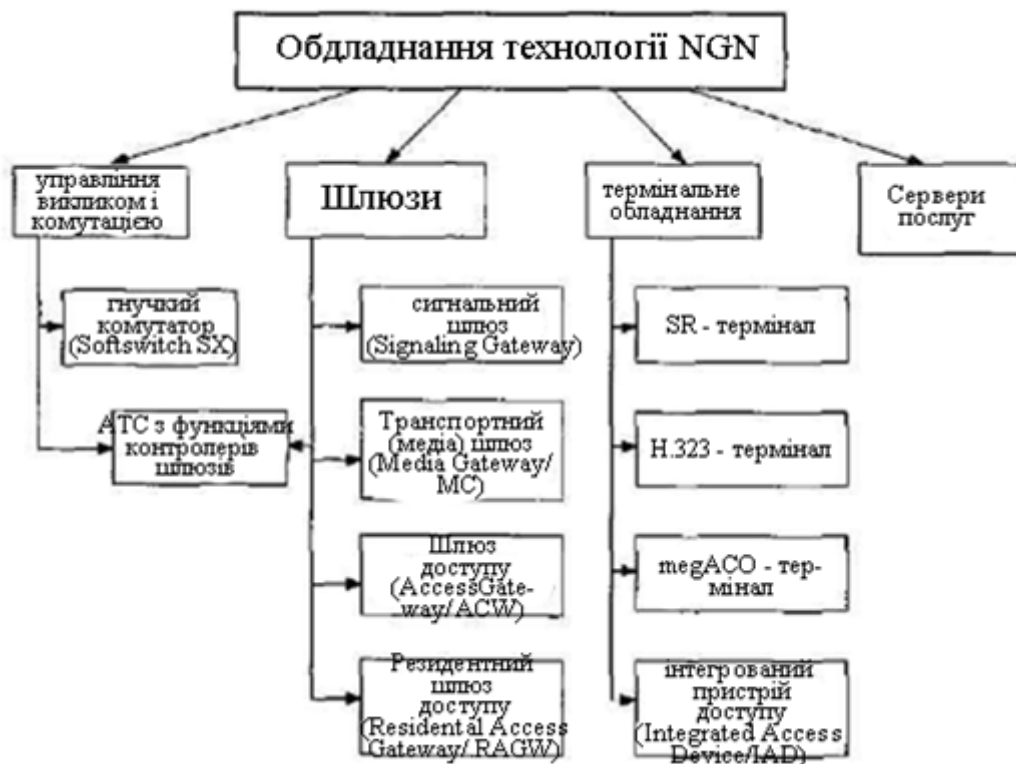 Обдладнання технології NGN
управління
викликом і
комутацією
Шлюзи
термінальне
обладнання
Сервери
послуг
гнучкий
комутатор
(Softswitch SX)
АТС з функціями
контролерів
шлюзів
сигнальний
шлюз
(Signaling Gateway)
Транспортний
(медіа) шлюз
(Media Gateway/
МС)
Шлюз
доступу
(AccessGate-
way/ACW)
Резидентний
шлюз
доступу
(Residental Access
Gateway/.RAGW)
SR - термінал
H.323 - термінал
megACO - тер-
мінал
інтегрований
пристрій
доступу
(Integrated Access
Device/IAD)